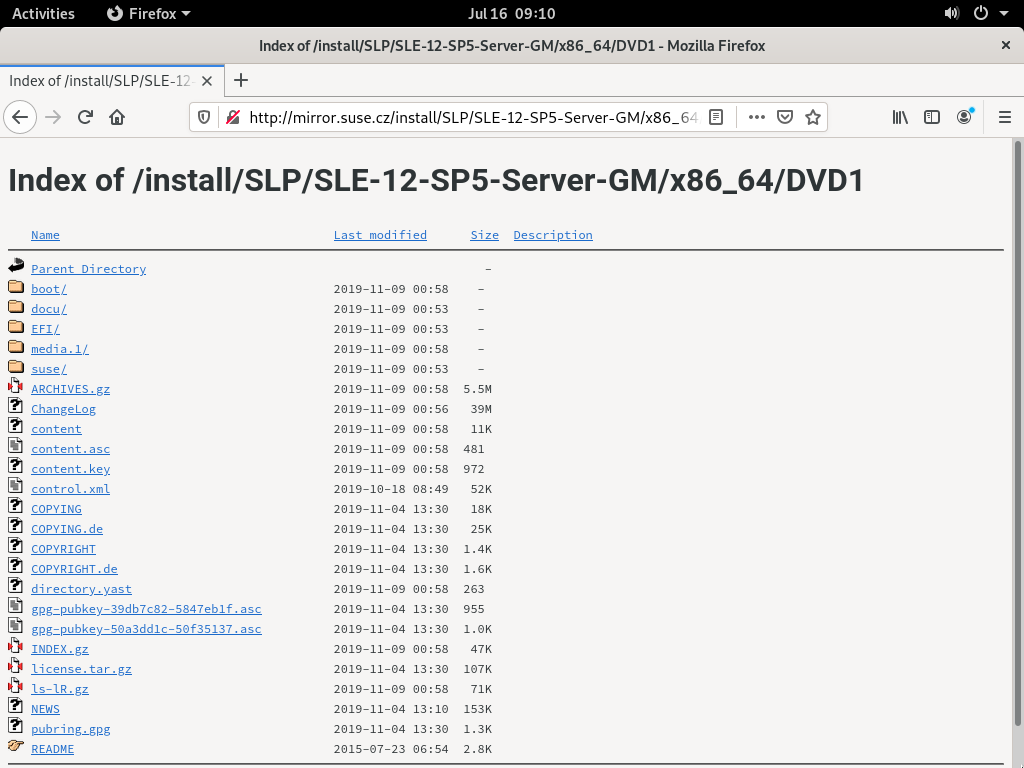 Activities Firefox Jul 16 09:10
Index of /install/SLP/SLE-12-SP5-Server-GM/x86_64/DVD1 - Mozilla Firefox
Index of /install/SLP/SLE-12-
http://mirror.suse.cz/install/SLP/SLE-12-SP5-Server-GM/x86_64
Index of /install/SLP/SLE-12-SP5-Server-GM/x86_64/DVD1
Name Last modified Size Description
Parent Directory -
boot/ 2019-11-09 00:58 -
docu/ 2019-11-09 00:53 -
EFI/ 2019-11-09 00:53 -
media.1/ 2019-11-09 00:58 -
suse/ 2019-11-09 00:53 -
ARCHIVES.gz 2019-11-09 00:58 5.5M
ChangeLog 2019-11-09 00:56 39M
content 2019-11-09 00:58 11K
content.asc 2019-11-09 00:58 481
content.key 2019-11-09 00:58 972
control.xml 2019-10-18 08:49 52K
COPYING 2019-11-04 13:30 18K
COPYING.de 2019-11-04 13:30 25K
COPYRIGHT 2019-11-04 13:30 1.4K
COPYRIGHT.de 2019-11-04 13:30 1.6K
directory.yast 2019-11-09 00:58 263
gpg-pubkey-39db7c82-5847eb1f.asc 2019-11-04 13:30 955
gpg-pubkey-50a3dd1c-50f35137.asc 2019-11-04 13:30 1.0K
INDEX.gz 2019-11-09 00:58 47K
license.tar.gz 2019-11-04 13:30 107K
ls-lR.gz 2019-11-09 00:58 71K
NEWS 2019-11-04 13:10 153K
pubring.gpg 2019-11-04 13:30 1.3K
README 2015-07-23 06:54 2.8K